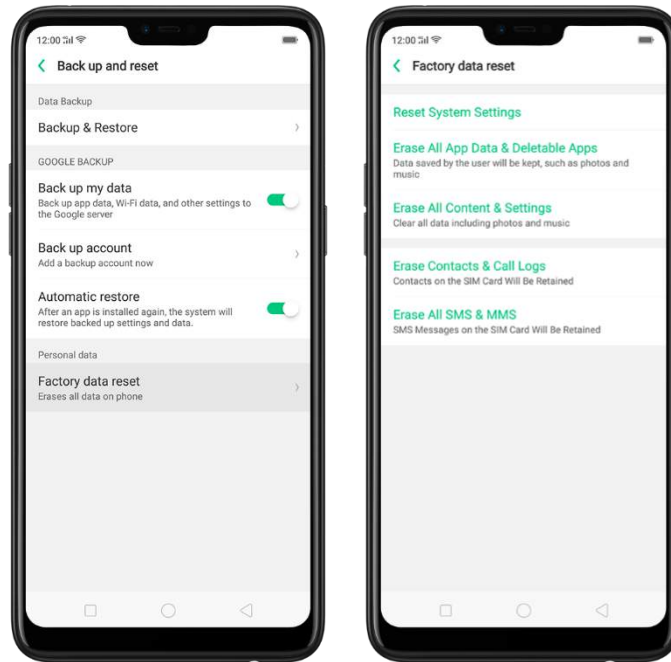 12:00
Back up and reset
Data Backup
Backup & Restore
GOOGLE BACKUP
Back up my data
Back up app data, Wi-Fi data, and other settings to
the Google server
Back up account
Add a backup account now
Automatic restore
After an app is installed again, the system will
restore backed up settings and data.
Personal data
Factory data reset
Erases all data on phone
12:00
Factory data reset
Reset System Settings
Erase All App Data & Deletable Apps
Data saved by the user will be kept, such as photos and
music
Erase All Content & Settings
Clear all data including photos and music
Erase Contacts & Call Logs
Contacts on the SIM Card Will Be Retained
Erase All SMS & MMS
SMS Messages on the SIM Card Will Be Retained